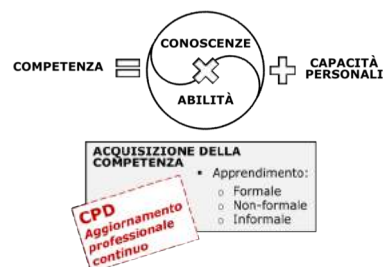 CONOSCENZE
COMPETENZA
CAPACITÀ
PERSONALI
ABILITÀ
ACQUISIZIONE DELLA
COMPETENZA
▪ Apprendimento:
o Formale
o Non-formale
o Informale
CPD
Aggiornamento
professionale
continuo